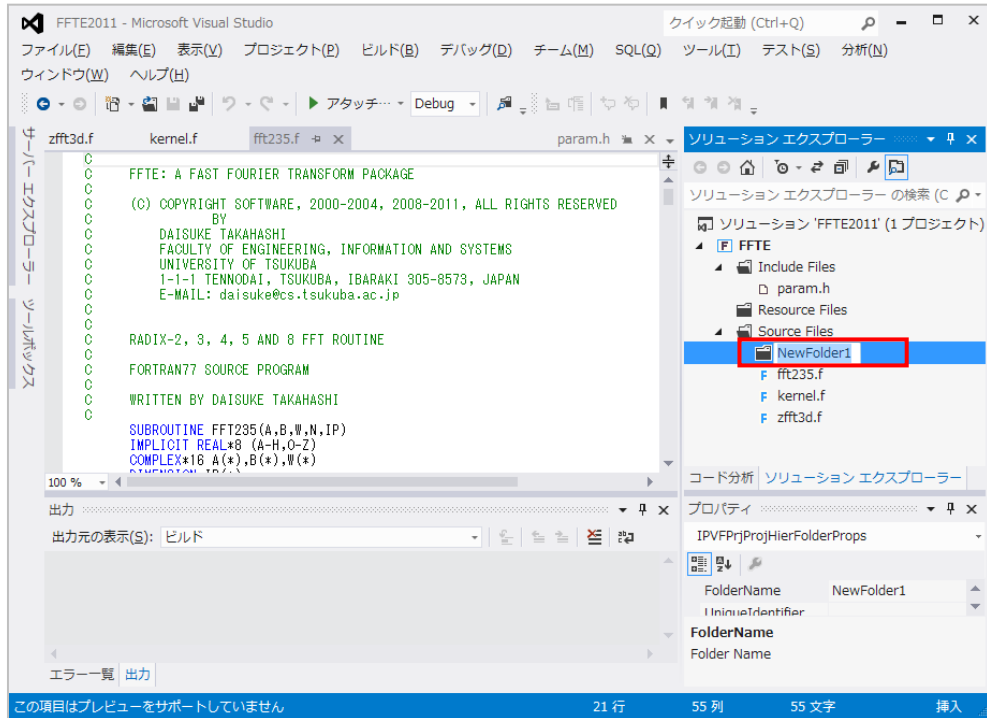 FFTE2011 - Microsoft Visual Studio
クイック起動 (Ctrl+Q)
ファイル(F) 編集(E) 表示(V) プロジェクト(P) ビルド(B) デバッグ(D) チーム(M) SQL(Q) ツール(T) テスト(S) 分析(N)
ウィンドウ(W) ヘルプ(H)
アタッチ… Debug
サーバー エクスプローラー
ツールボックス
zfft3d.f kernel.f fft235.f param.h
C
C FFTE: A FAST FOURIER TRANSFORM PACKAGE
C
C (C) COPYRIGHT SOFTWARE, 2000-2004, 2008-2011, ALL RIGHTS RESERVED
C BY
C DAISUKE TAKAHASHI
C FACULTY OF ENGINEERING, INFORMATION AND SYSTEMS
C UNIVERSITY OF TSUKUBA
C 1-1-1 TENNODAI, TSUKUBA, IBARAKI 305-8573, JAPAN
C E-MAIL: daisuke@cs.tsukuba.ac.jp
C
C
C RADIX-2, 3, 4, 5 AND 8 FFT ROUTINE
C
C FORTRAN77 SOURCE PROGRAM
C
C WRITTEN BY DAISUKE TAKAHASHI
C
SUBROUTINE FFT235(A,B,W,N,IP)
IMPLICIT REAL*8 (A-H,O-Z)
COMPLEX*16 A(*),B(*),W(*)
DIMENSION IP(*)
100 %
ソリューション エクスプローラー
ソリューション エクスプローラー の検索 (C
ソリューション 'FFTE2011' (1 プロジェクト)
FFTE
Include Files
param.h
Resource Files
Source Files
NewFolder1
fft235.f
kernel.f
zfft3d.f
コード分析 ソリューション エクスプローラー
出力
出力元の表示(S): ビルド
エラー一覧 出力
プロパティ
IPVFPrjProjHierFolderProps
FolderName NewFolder1
UniqueIdentifier
FolderName
Folder Name
この項目はプレビューをサポートしていません 21 行 55 列 55 文字 挿入